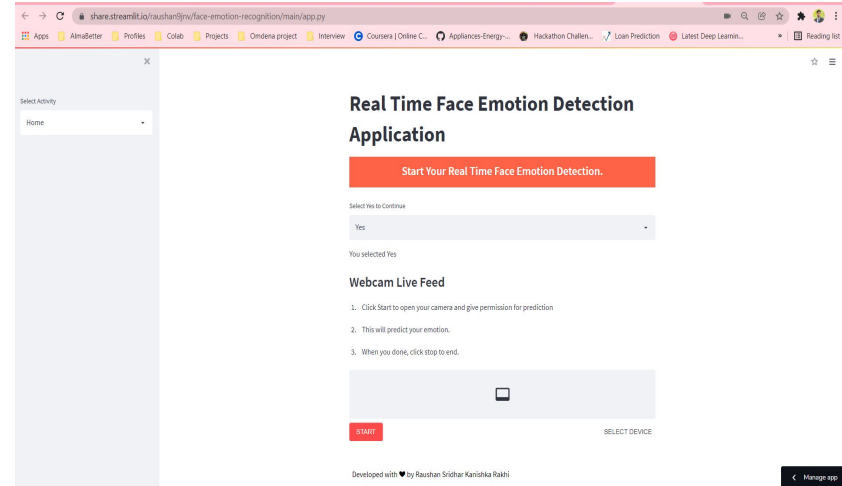 share.streamlit.io/raushan9jnv/face-emotion-recognition/main/app.py
Apps AlmaBetter Profiles Colab Projects Omdena project Interview Coursera | Online C... Appliances-Energy-... Hackathon Challen... Loan Prediction Latest Deep Learnin... » Reading list
Select Activity
Home
Real Time Face Emotion Detection
Application
Start Your Real Time Face Emotion Detection.
Select Yes to Continue
Yes
You selected Yes
Webcam Live Feed
1. Click Start to open your camera and give permission for prediction
2. This will predict your emotion.
3. When you done, click stop to end.
START SELECT DEVICE
Developed with ♥ by Raushan Sridhar Kanishka Rakhi
Manage app